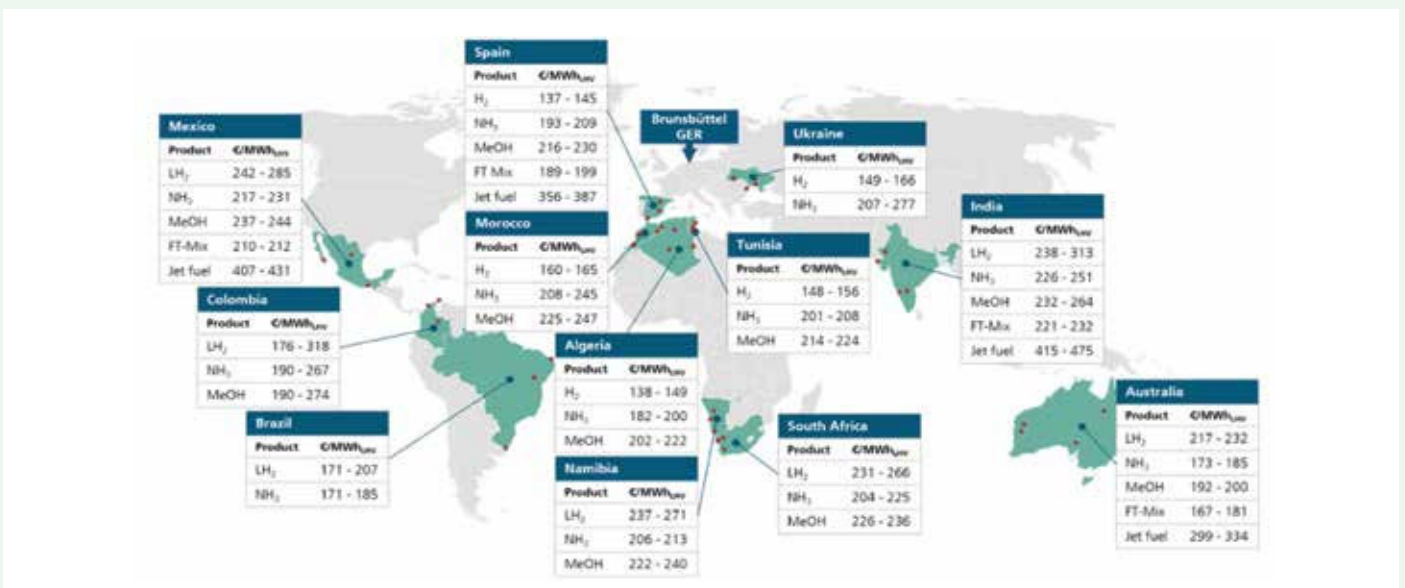 Spain
Product €/MWhLHV
H₂ 137 - 145
NH₃ 193 - 209
MeOH 216 - 230
FT Mix 189 - 199
Jet fuel 356 - 387
Brunsbüttel
GER
Mexico
Product €/MWhLHV
LH₂ 242 - 285
NH₃ 217 - 231
MeOH 237 - 244
FT-Mix 210 - 212
Jet fuel 407 - 431
Ukraine
Product €/MWhLHV
H₂ 149 - 166
NH₃ 207 - 277
India
Product €/MWhLHV
LH₂ 238 - 313
NH₃ 226 - 251
MeOH 232 - 264
FT-Mix 221 - 232
Jet fuel 415 - 475
Morocco
Product €/MWhLHV
H₂ 160 - 165
NH₃ 208 - 245
MeOH 225 - 247
Tunisia
Product €/MWhLHV
H₂ 148 - 156
NH₃ 201 - 208
MeOH 214 - 224
Colombia
Product €/MWhLHV
LH₂ 176 - 318
NH₃ 190 - 267
MeOH 190 - 274
Algeria
Product €/MWhLHV
H₂ 138 - 149
NH₃ 182 - 200
MeOH 202 - 222
Australia
Product €/MWhLHV
LH₂ 217 - 232
NH₃ 173 - 185
MeOH 192 - 200
FT-Mix 167 - 181
Jet fuel 299 - 334
Brazil
Product €/MWhLHV
LH₂ 171 - 207
NH₃ 171 - 185
South Africa
Product €/MWhLHV
LH₂ 231 - 266
NH₃ 204 - 225
MeOH 226 - 236
Namibia
Product €/MWhLHV
LH₂ 237 - 271
NH₃ 206 - 213
MeOH 222 - 240